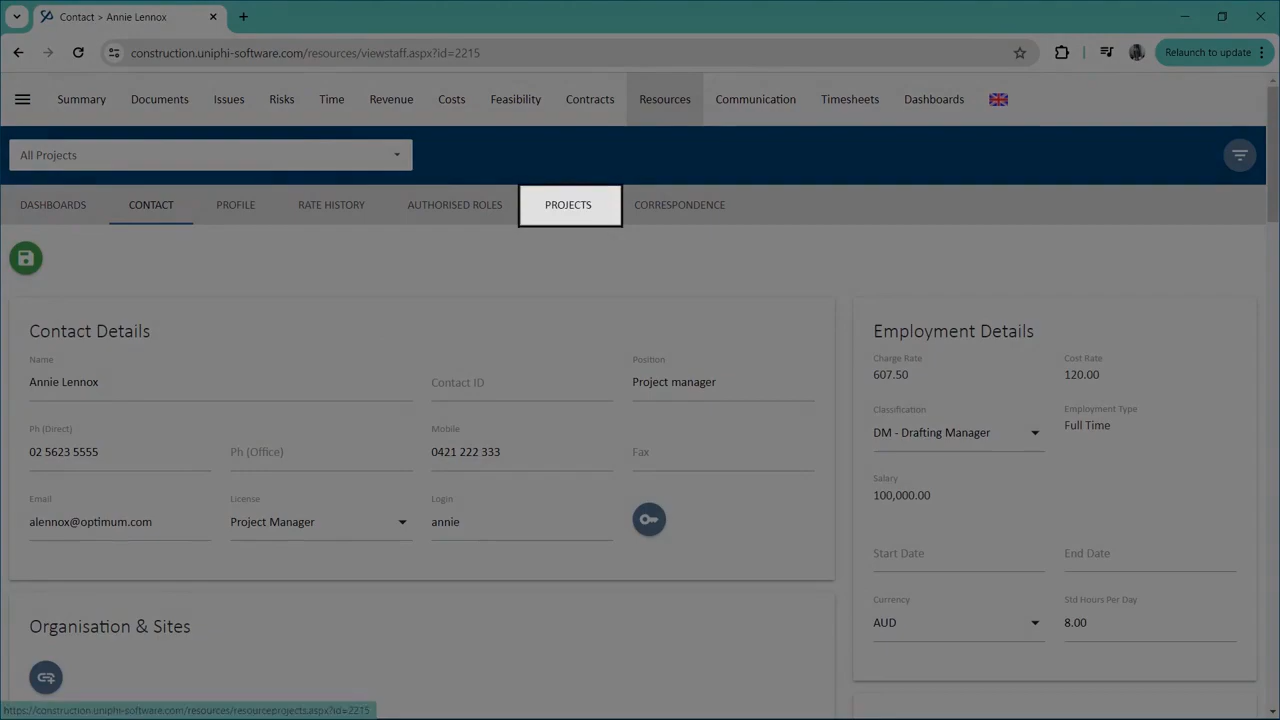 Contact > Annie Lennox
construction.uniphi-software.com/resources/viewstaff.aspx?id=2215
Relaunch to update
Summary Documents Issues Risks Time Revenue Costs Feasibility Contracts Resources Communication Timesheets Dashboards
All Projects
DASHBOARDS CONTACT PROFILE RATE HISTORY AUTHORISED ROLES PROJECTS CORRESPONDENCE
Contact Details
Name
Annie Lennox
Contact ID
Position
Project manager
Ph (Direct)
02 5623 5555
Ph (Office)
Mobile
0421 222 333
Fax
Email
alennox@optimum.com
License
Project Manager
Login
annie
Organisation & Sites
Employment Details
Charge Rate
607.50
Cost Rate
120.00
Classification
DM - Drafting Manager
Employment Type
Full Time
Salary
100,000.00
Start Date
End Date
Currency
AUD
Std Hours Per Day
8.00
https://construction.uniphi-software.com/resources/resourceprojects.aspx?id=2215